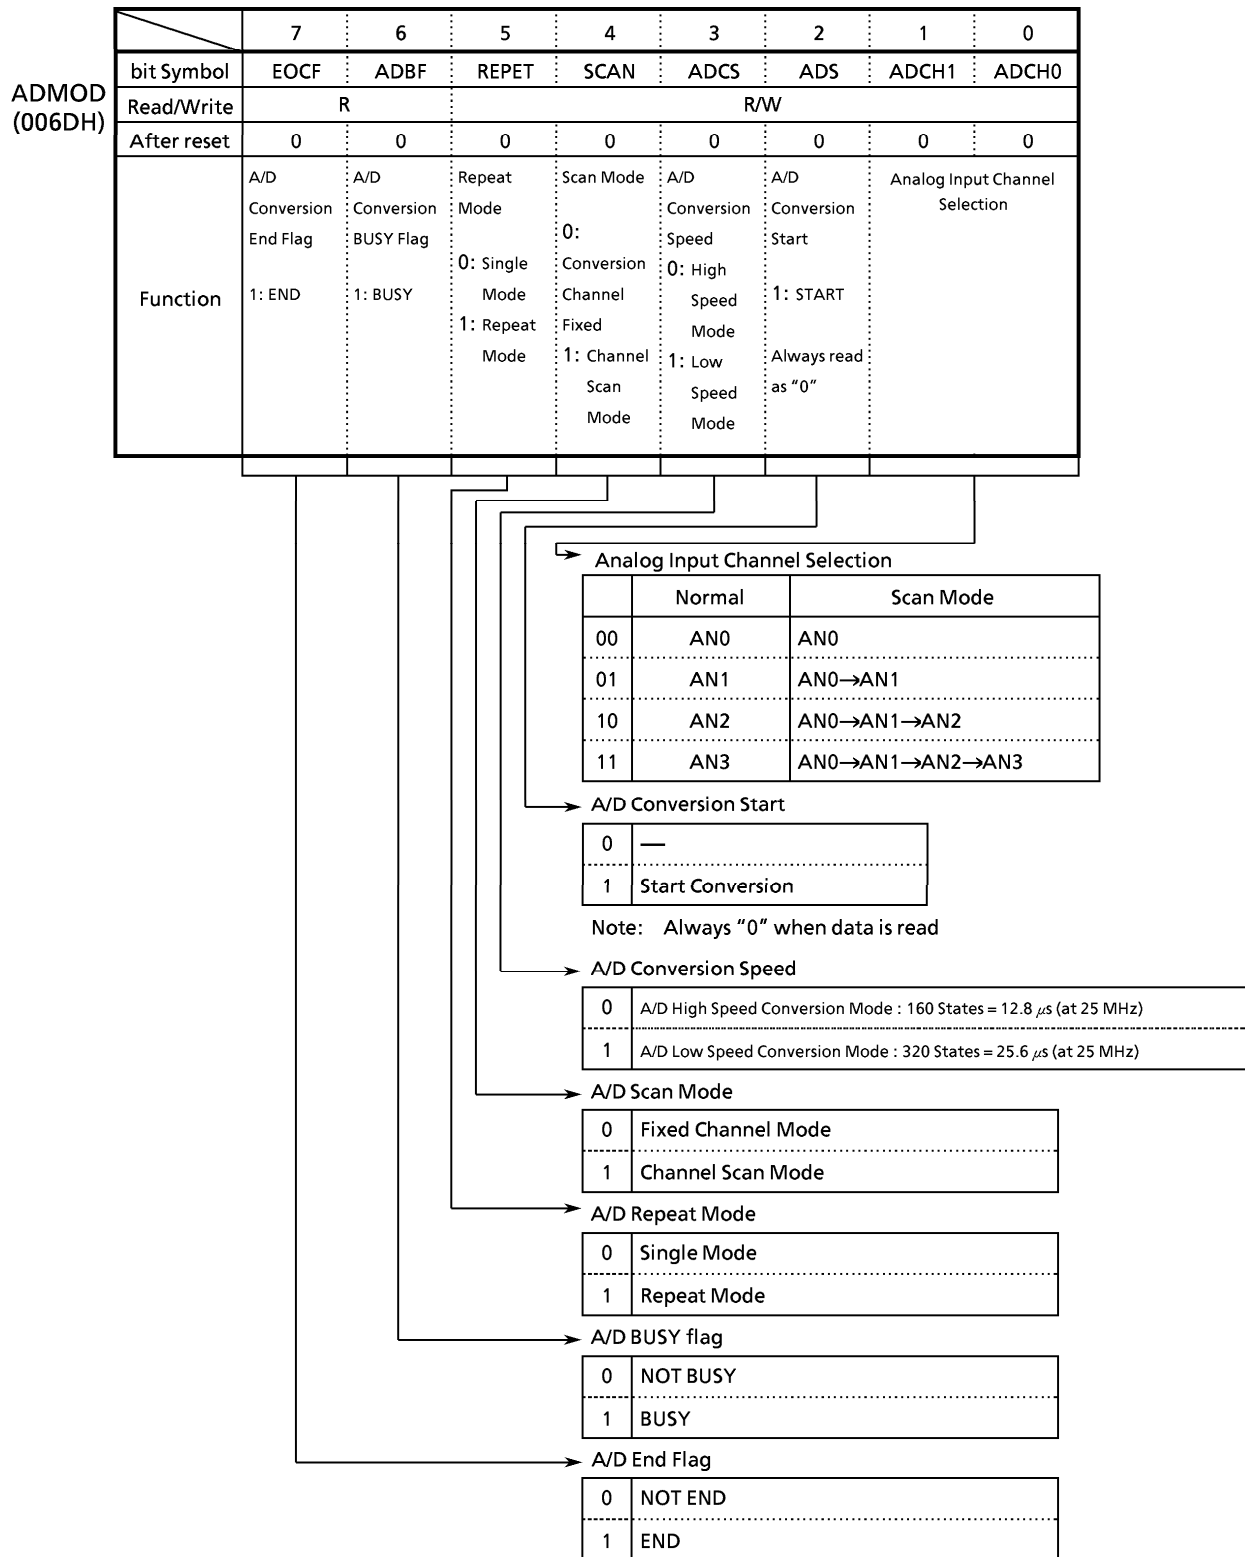 7 6 5 4 3 2 1 0
bit Symbol EOCF ADBF REPET SCAN ADCS ADS ADCH1 ADCH0
ADMOD
(006DH)
Read/Write R R/W
After reset 0 0 0 0 0 0 0 0
Function
A/D
Conversion
End Flag
1: END
A/D
Conversion
BUSY Flag
1: BUSY
Repeat
Mode
0: Single
Mode
1: Repeat
Mode
Scan Mode
0:
Conversion
Channel
Fixed
1: Channel
Scan
Mode
A/D
Conversion
Speed
0: High
Speed
Mode
1: Low
Speed
Mode
A/D
Conversion
Start
1: START
Always read
as “0”
Analog Input Channel
Selection
Analog Input Channel Selection
Normal Scan Mode
00 AN0 AN0
01 AN1 AN0→AN1
10 AN2 AN0→AN1→AN2
11 AN3 AN0→AN1→AN2→AN3
A/D Conversion Start
0 —
1 Start Conversion
Note: Always “0” when data is read
A/D Conversion Speed
0 A/D High Speed Conversion Mode : 160 States = 12.8 μs (at 25 MHz)
1 A/D Low Speed Conversion Mode : 320 States = 25.6 μs (at 25 MHz)
A/D Scan Mode
0 Fixed Channel Mode
1 Channel Scan Mode
A/D Repeat Mode
0 Single Mode
1 Repeat Mode
A/D BUSY flag
0 NOT BUSY
1 BUSY
A/D End Flag
0 NOT END
1 END